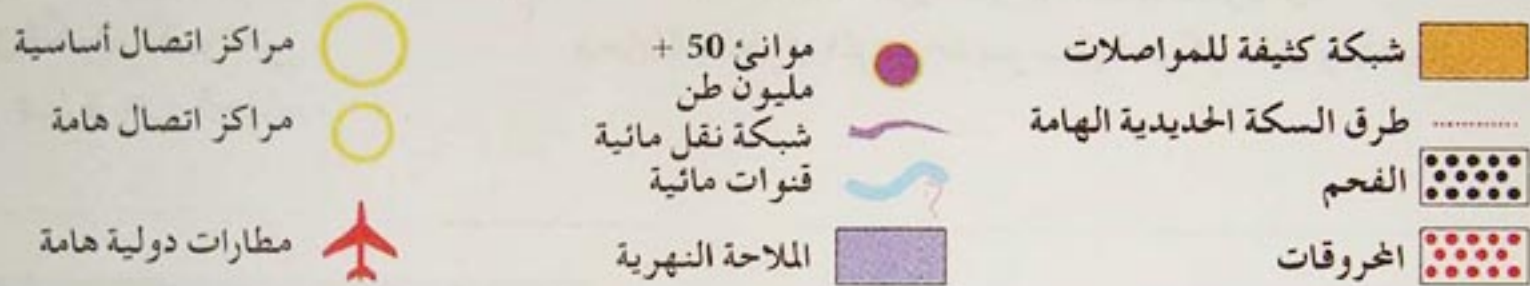 شبكة كثيفة للمواصلات
طرق السكة الحديدية الهامة
الفحم
المحروقات
موانئ 50 +
مليون طن
شبكة نقل مائية
قنوات مائية
الملاحة النهرية
مراكز اتصال أساسية
مراكز اتصال هامة
مطارات دولية هامة